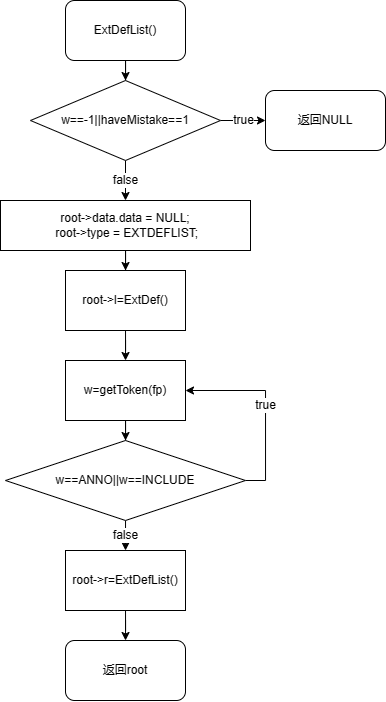 ExtDefList()
w==-1||haveMistake==1
true
返回NULL
false
root->data.data = NULL;
root->type = EXTDEFLIST;
root->l=ExtDef()
w=getToken(fp)
true
w==ANNO||w==INCLUDE
false
root->r=ExtDefList()
返回root